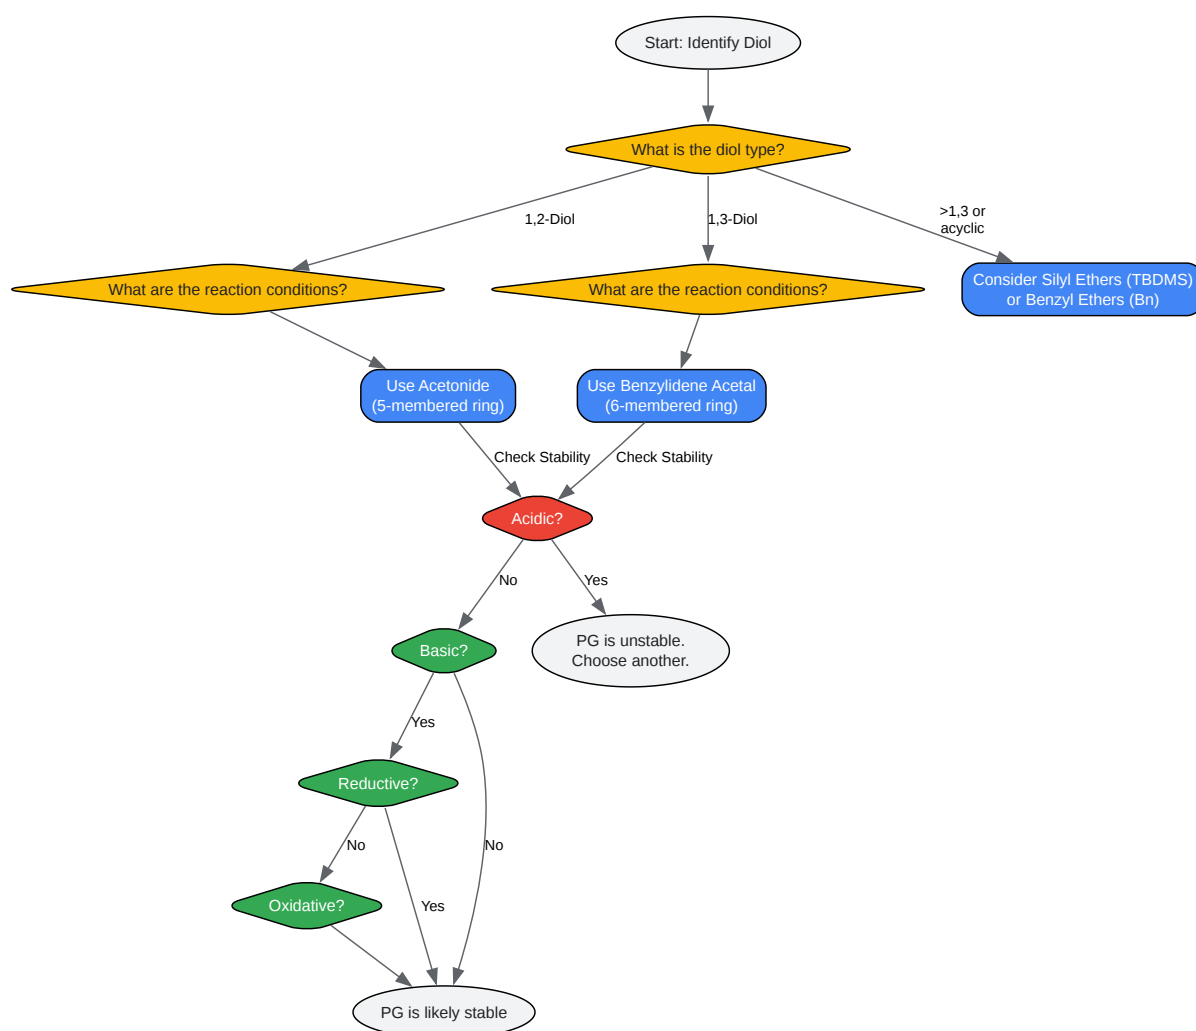 Start: Identify Diol
What is the diol type?
1,2-Diol
1,3-Diol
>1,3 or
acyclic
What are the reaction conditions?
What are the reaction conditions?
Consider Silyl Ethers (TBDMS)
or Benzyl Ethers (Bn)
Use Acetonide
(5-membered ring)
Use Benzylidene Acetal
(6-membered ring)
Check Stability
Check Stability
Acidic?
No
Yes
Basic?
PG is unstable.
Choose another.
Yes
Reductive?
No
No
Oxidative?
Yes
PG is likely stable